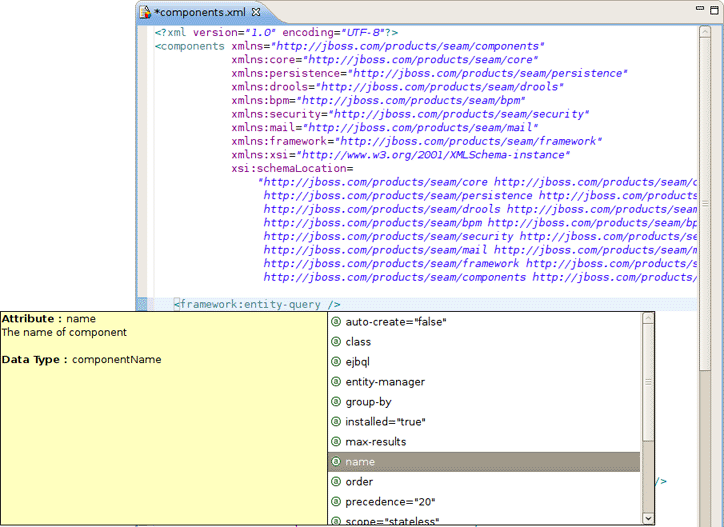 *components.xml
<?xml version="1.0" encoding="UTF-8"?>
<components xmlns="http://jboss.com/products/seam/components"
xmlns:core="http://jboss.com/products/seam/core"
xmlns:persistence="http://jboss.com/products/seam/persistence"
xmlns:drools="http://jboss.com/products/seam/drools"
xmlns:bpm="http://jboss.com/products/seam/bpm"
xmlns:security="http://jboss.com/products/seam/security"
xmlns:mail="http://jboss.com/products/seam/mail"
xmlns:framework="http://jboss.com/products/seam/framework"
xmlns:xsi="http://www.w3.org/2001/XMLSchema-instance"
xsi:schemaLocation=
"http://jboss.com/products/seam/core http://jboss.com/products/seam/c
http://jboss.com/products/seam/persistence http://jboss.com/products
http://jboss.com/products/seam/drools http://jboss.com/products/seam
http://jboss.com/products/seam/bpm http://jboss.com/products/seam/bp
http://jboss.com/products/seam/security http://jboss.com/products/se
http://jboss.com/products/seam/mail http://jboss.com/products/seam/m
http://jboss.com/products/seam/framework http://jboss.com/products/s
http://jboss.com/products/seam/components http://jboss.com/products/
<framework:entity-query />
Attribute : name
The name of component
Data Type : componentName
auto-create="false"
class
ejbql
entity-manager
group-by
installed="true"
max-results
name
order
precedence="20"
scope="stateless"
/>